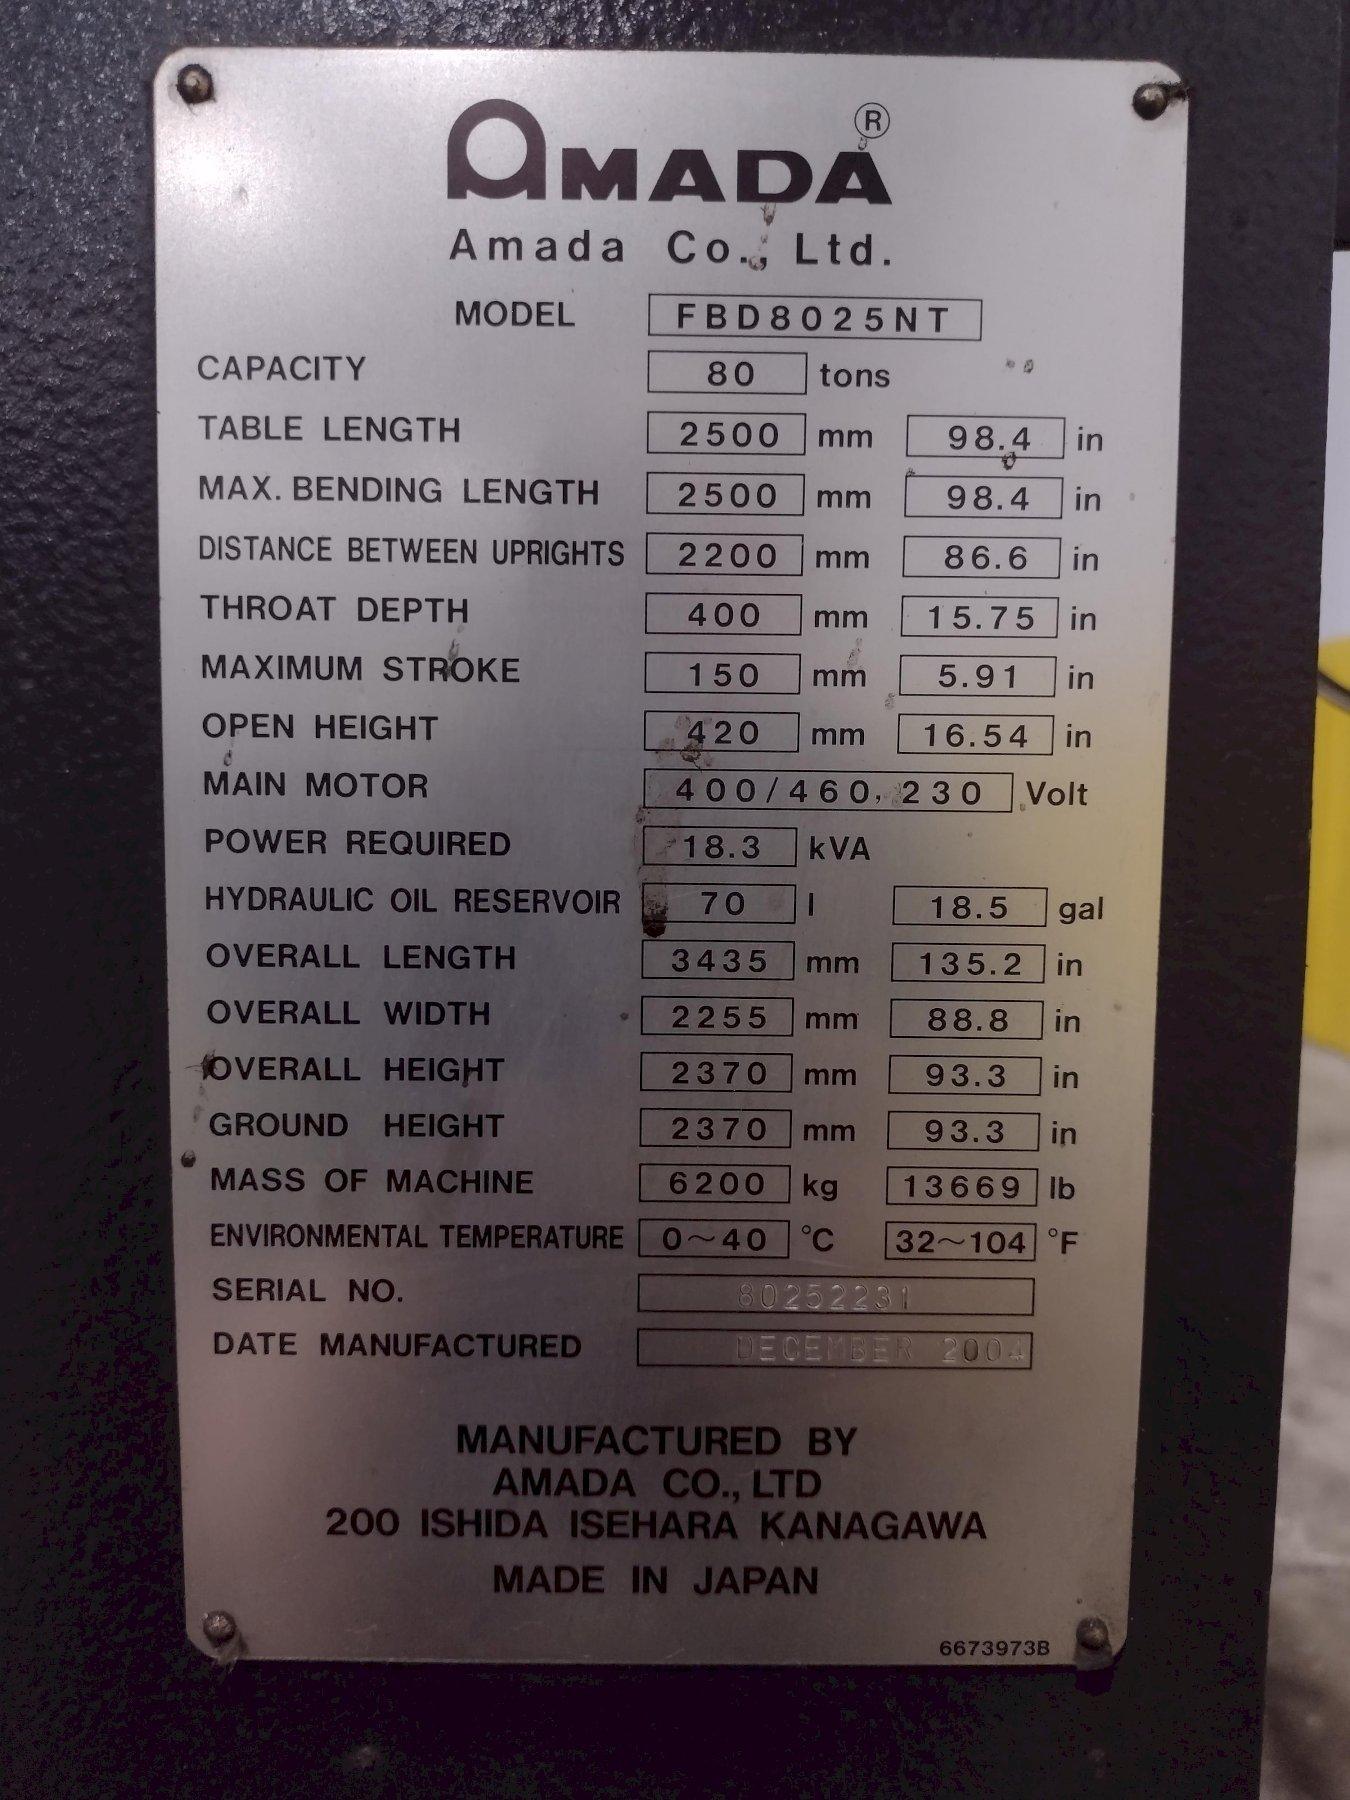 AMADA®
Amada Co., Ltd.
MODEL FBD8025NT
CAPACITY 80 tons
TABLE LENGTH 2500 mm 98.4 in
MAX. BENDING LENGTH 2500 mm 98.4 in
DISTANCE BETWEEN UPRIGHTS 2200 mm 86.6 in
THROAT DEPTH 400 mm 15.75 in
MAXIMUM STROKE 150 mm 5.91 in
OPEN HEIGHT 420 mm 16.54 in
MAIN MOTOR 400/460, 230 Volt
POWER REQUIRED 18.3 kVA
HYDRAULIC OIL RESERVOIR 70 l 18.5 gal
OVERALL LENGTH 3435 mm 135.2 in
OVERALL WIDTH 2255 mm 88.8 in
OVERALL HEIGHT 2370 mm 93.3 in
GROUND HEIGHT 2370 mm 93.3 in
MASS OF MACHINE 6200 kg 13669 lb
ENVIRONMENTAL TEMPERATURE 0~40 °C 32~104 °F
SERIAL NO. 80252231
DATE MANUFACTURED DECEMBER 2004
MANUFACTURED BY
AMADA CO., LTD
200 ISHIDA ISEHARA KANAGAWA
MADE IN JAPAN
6673973B